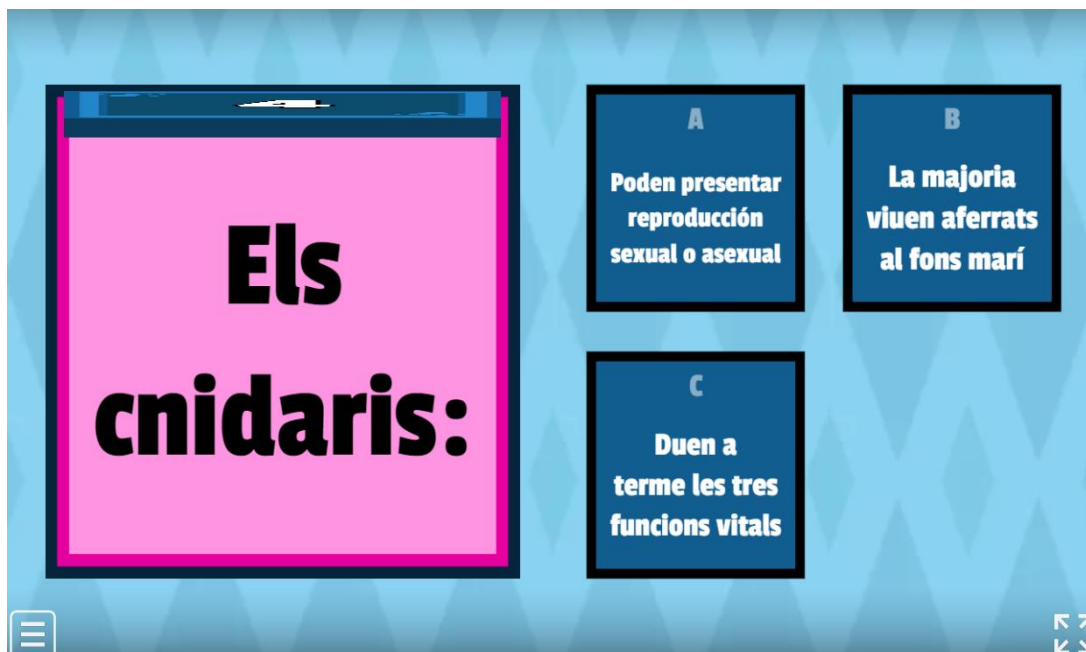 Els
cnidaris:
A
Poden presentar
reproducción
sexual o asexual
B
La majoria
viuen aferrats
al fons marí
C
Duen a
terme les tres
funcions vitals